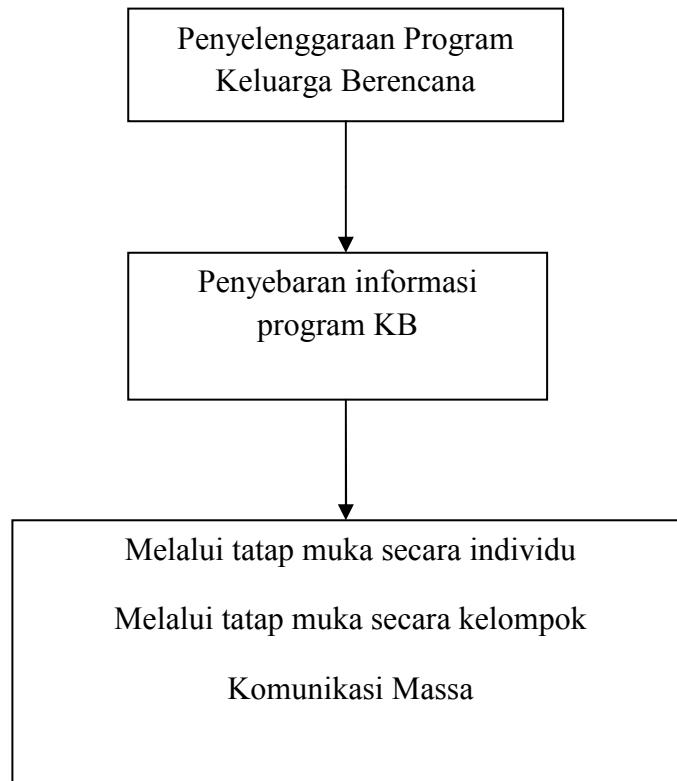 Penyelenggaraan Program
Keluarga Berencana
Penyebaran informasi
program KB
Melalui tatap muka secara individu
Melalui tatap muka secara kelompok
Komunikasi Massa